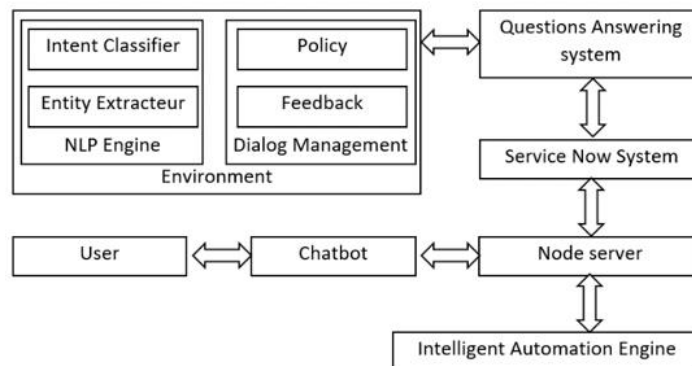 Intent Classifier
Entity Extracteur
NLP Engine
Policy
Feedback
Dialog Management
Environment
Questions Answering
system
Service Now System
User
Chatbot
Node server
Intelligent Automation Engine